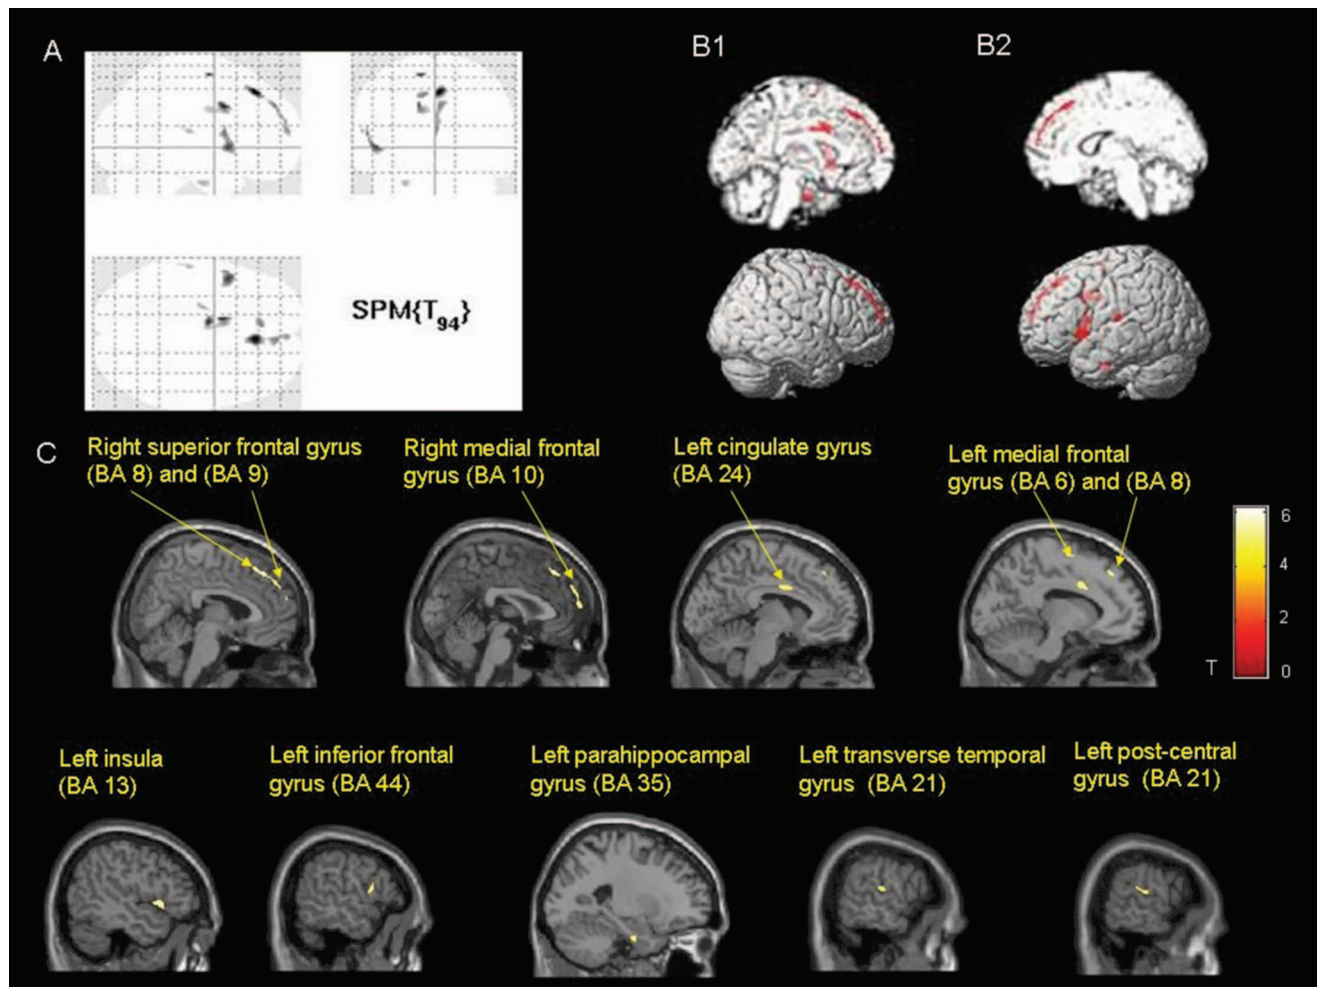 A
B1
B2
SPM{T94}
C
Right superior frontal gyrus
(BA 8) and (BA 9)
Right medial frontal
gyrus (BA 10)
Left cingulate gyrus
(BA 24)
Left medial frontal
gyrus (BA 6) and (BA 8)
6
4
2
0
T
Left insula
(BA 13)
Left inferior frontal
gyrus (BA 44)
Left parahippocampal
gyrus (BA 35)
Left transverse temporal
gyrus (BA 21)
Left post-central
gyrus (BA 21)